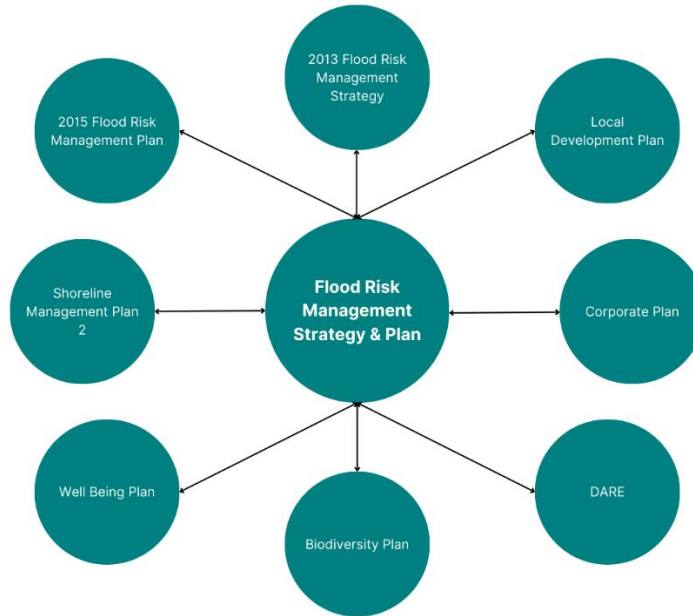 2013 Flood Risk
Management
Strategy
2015 Flood Risk
Management Plan
Local
Development Plan
Shoreline
Management Plan
2
Flood Risk
Management
Strategy & Plan
Corporate Plan
Well Being Plan
Biodiversity Plan
DARE